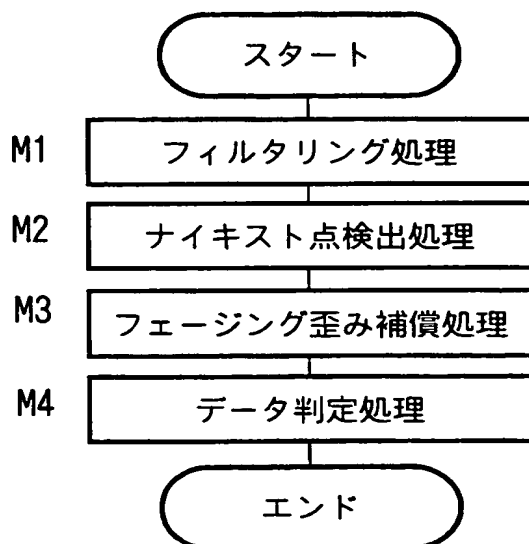 スタート
M1 フィルタリング処理
M2 ナイキスト点検出処理
M3 フェージング歪み補償処理
M4 データ判定処理
エンド